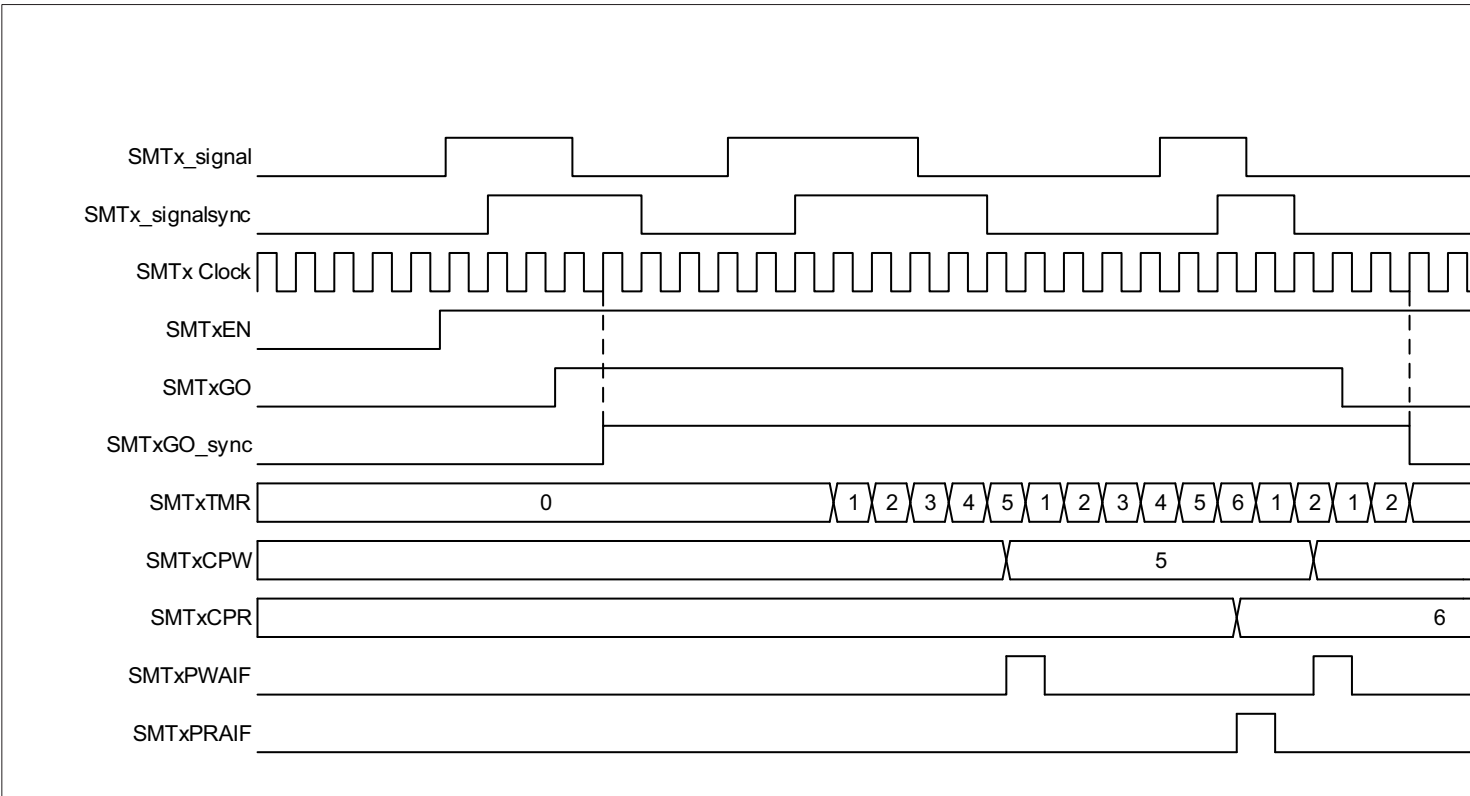 SMTx_signal
SMTx_signalsync
SMTx Clock
SMTxEN
SMTxGO
SMTxGO_sync
SMTxTMR 0 1 2 3 4 5 1 2 3 4 5 6 1 2 1 2
SMTxCPW 5
SMTxCPR 6
SMTxPWAIF
SMTxPRAIF